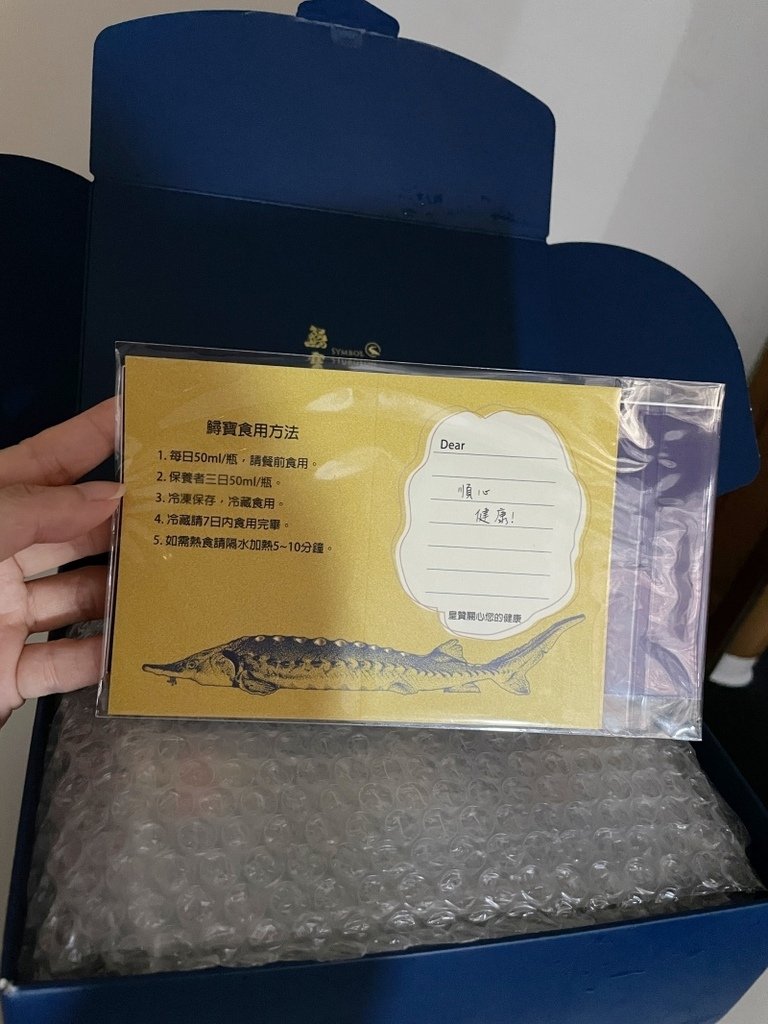 鱘寶食用方法
1. 每日50ml/瓶，請餐前食用。
2. 保養者三日50ml/瓶。
3. 冷凍保存，冷藏食用。
4. 冷藏請7日內食用完畢。
5. 如需熱食請隔水加熱5~10分鐘。
Dear
順心
健康!
星贊關心您的健康